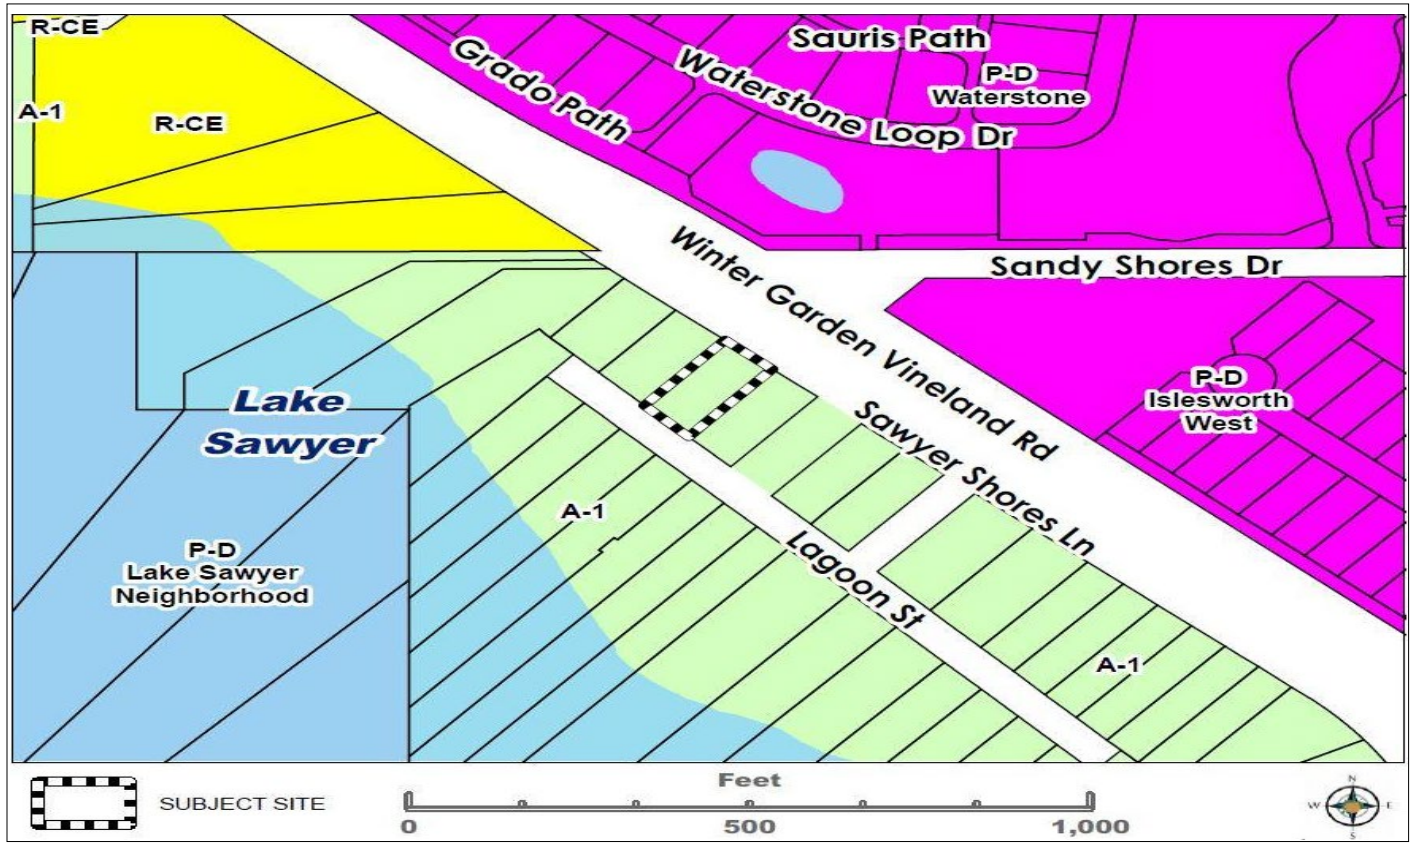 R-CE
Sauris Path
Grado Path
Waterstone Loop Dr
P-D
Waterstone
A-1
R-CE
Winter Garden Vineland Rd
Sandy Shores Dr
P-D
Islesworth
West
Lake
Sawyer
Sawyer Shores Ln
A-1
Lagoon St
P-D
Lake Sawyer
Neighborhood
A-1
SUBJECT SITE
Feet
0
500
1,000
N
W
E
S